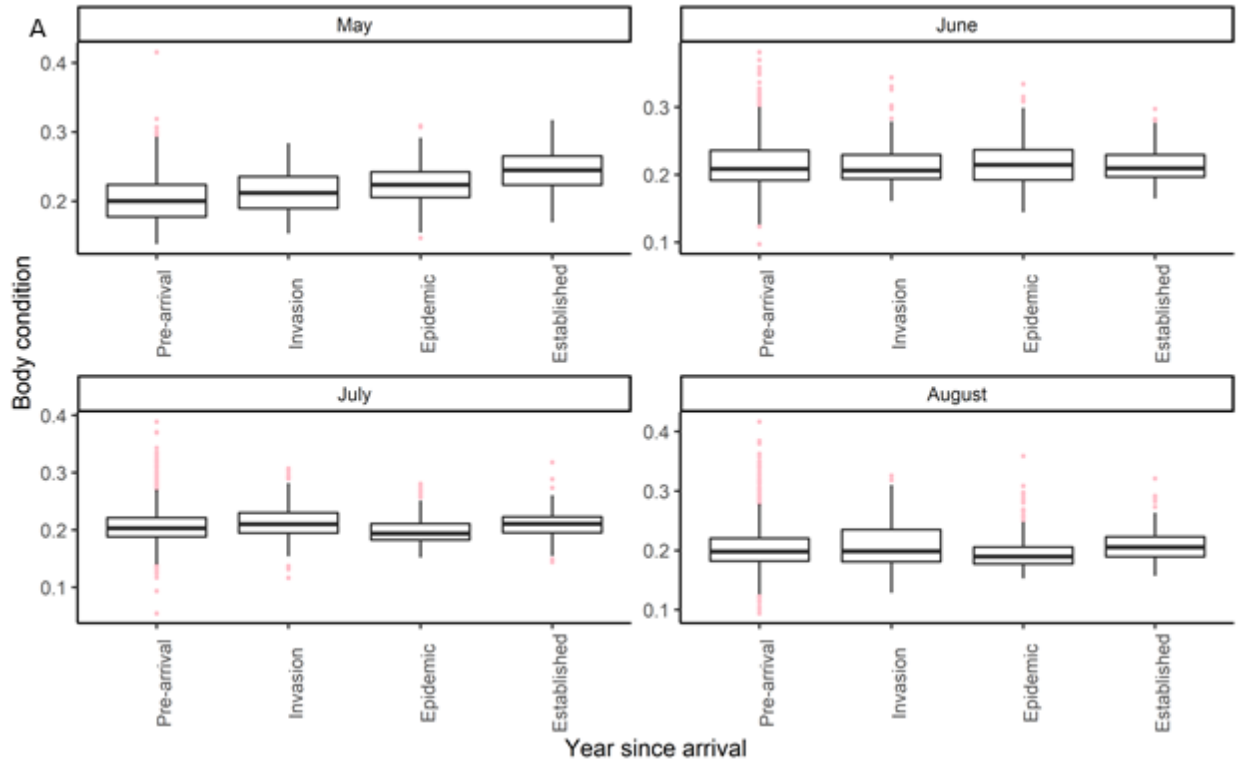 A
May
June
0.4
0.3
0.2
0.3
0.2
0.1
Pre-arrival
Invasion
Epidemic
Established
Pre-arrival
Invasion
Epidemic
Established
Body condition
July
August
0.4
0.3
0.2
0.1
0.4
0.3
0.2
0.1
Pre-arrival
Invasion
Epidemic
Established
Pre-arrival
Invasion
Epidemic
Established
Year since arrival